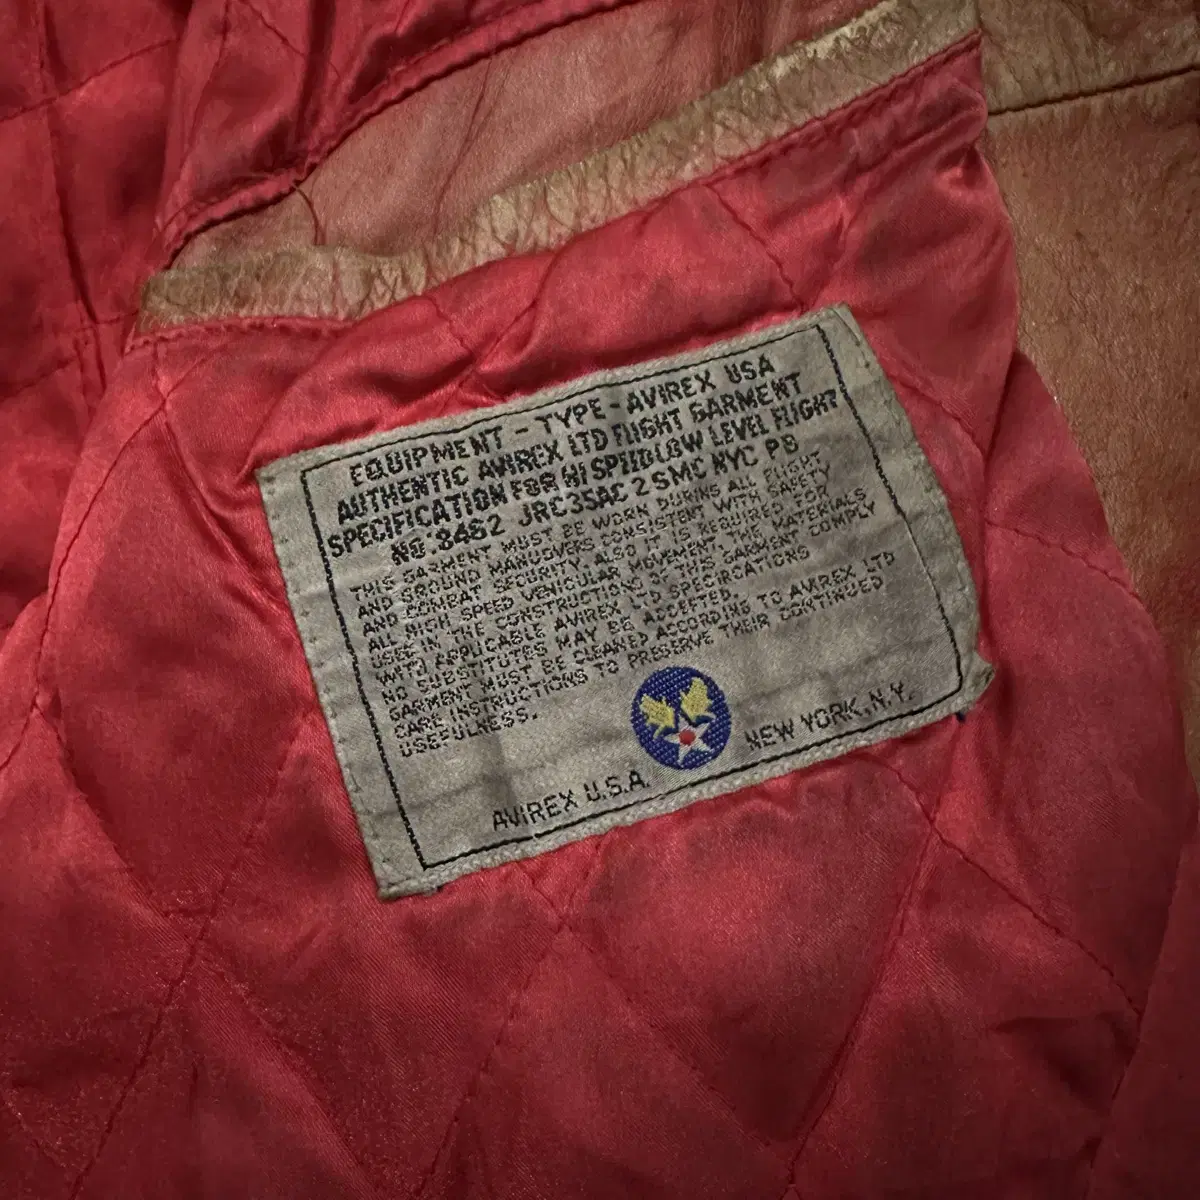 EQUIPMENT - TYPE - AVIREX USA
AUTHENTIC AVIREX LTD FLIGHT GARMENT
SPECIFICATION FOR HI SPEED LOW LEVEL FLIGHT
NO. 8462 JRC35AC 2 SMC NYC PB
THIS GARMENT MUST BE WORN DURING ALL FLIGHT
AND GROUND MANUOVERS CONSISTENT WITH SAFETY
AND COMBAT SECURITY. ALSO IT IS REQUIRED FOR
ALL HIGH SPEED VEHICULAR MOVEMENT THE MATERIALS
USED IN THE CONSTRUCTION OF THIS GARMENT COMPLY
WITH APPLICABLE AVIREX LTD SPECIFICATIONS
NO SUBSTITUTES MAY BE ACCEPTED.
GARMENT MUST BE CLEANED ACCORDING TO AVIREX LTD
CARE INSTRUCTIONS TO PRESERVE THEIR CONTINUED
USEFULNESS.
AVIREX U.S.A. NEW YORK, N.Y.